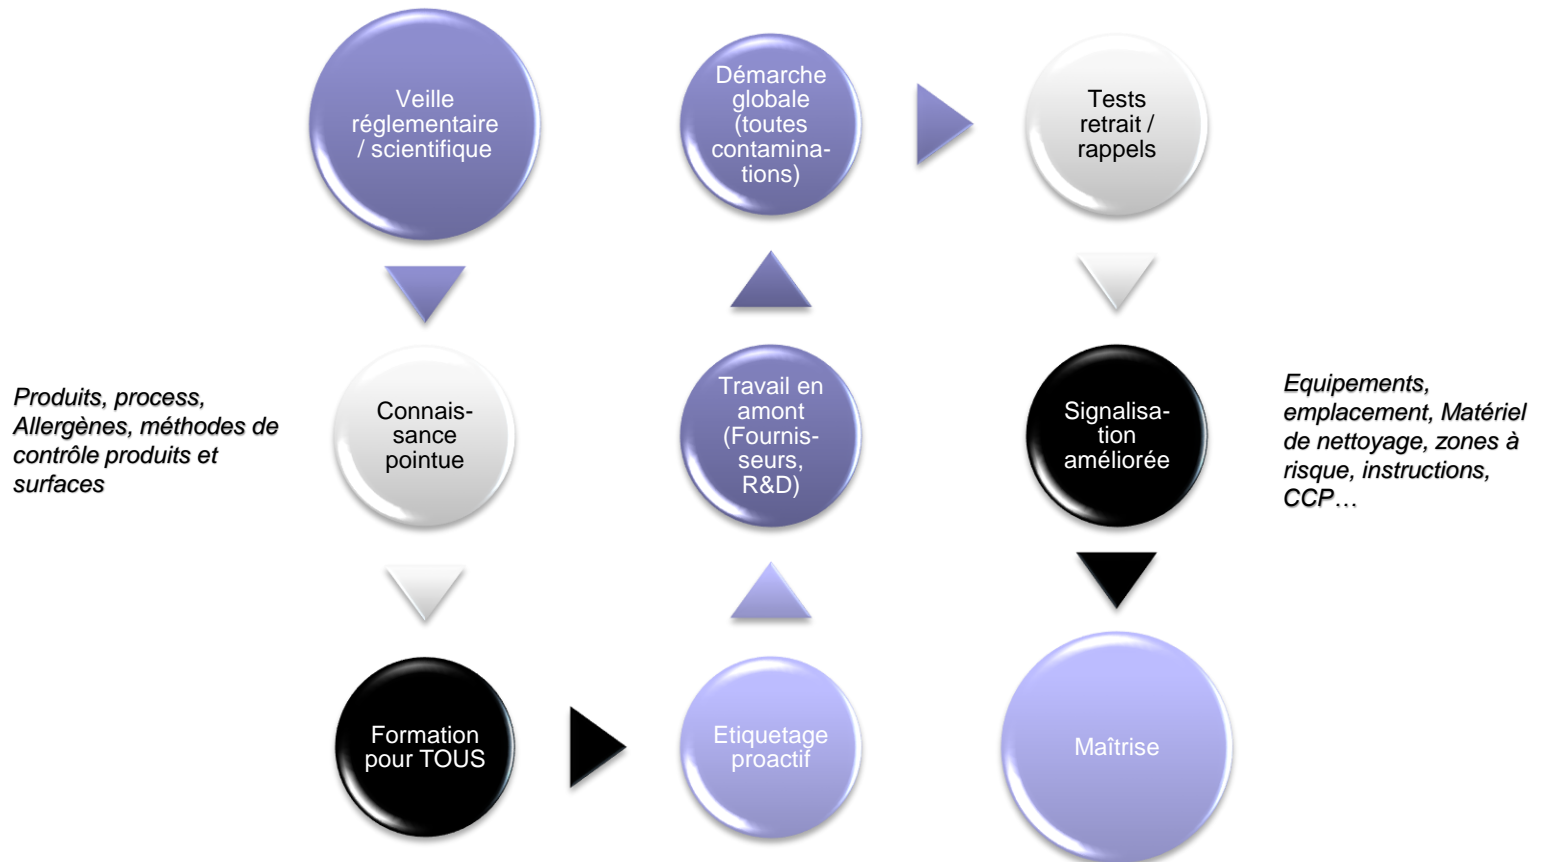 Veille
réglementaire
/ scientifique
Produits, process,
Allergènes, méthodes de
contrôle produits et
surfaces
Connais-
sance
pointue
Formation
pour TOUS
Etiquetage
proactif
Travail en
amont
(Fournis-
seurs,
R&D)
Démarche
globale
(toutes
contamina-
tions)
Tests
retrait /
rappels
Signalisa-
tion
améliorée
Equipements,
emplacement, Matériel
de nettoyage, zones à
risque, instructions,
CCP…
Maîtrise